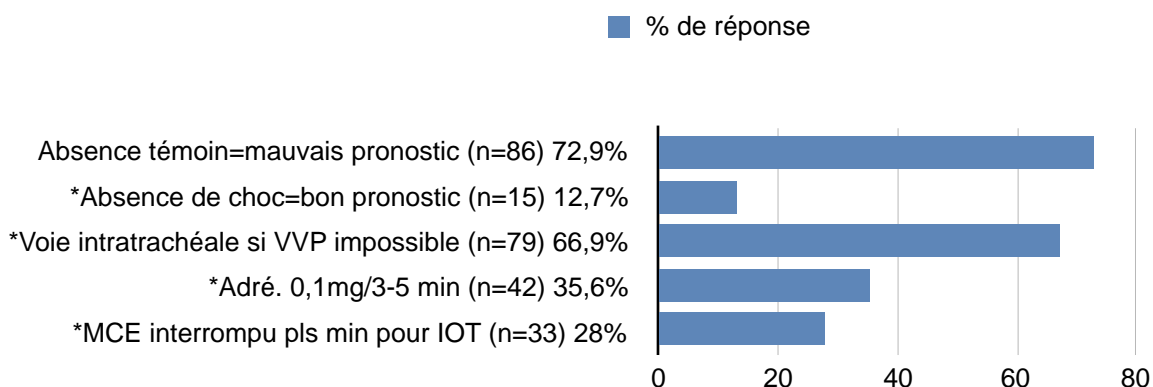 % de réponse
Absence témoin=mauvais pronostic (n=86) 72,9%
*Absence de choc=bon pronostic (n=15) 12,7%
*Voie intratrachéale si VVP impossible (n=79) 66,9%
*Adré. 0,1mg/3-5 min (n=42) 35,6%
*MCE interrompu pls min pour IOT (n=33) 28%
0 20 40 60 80